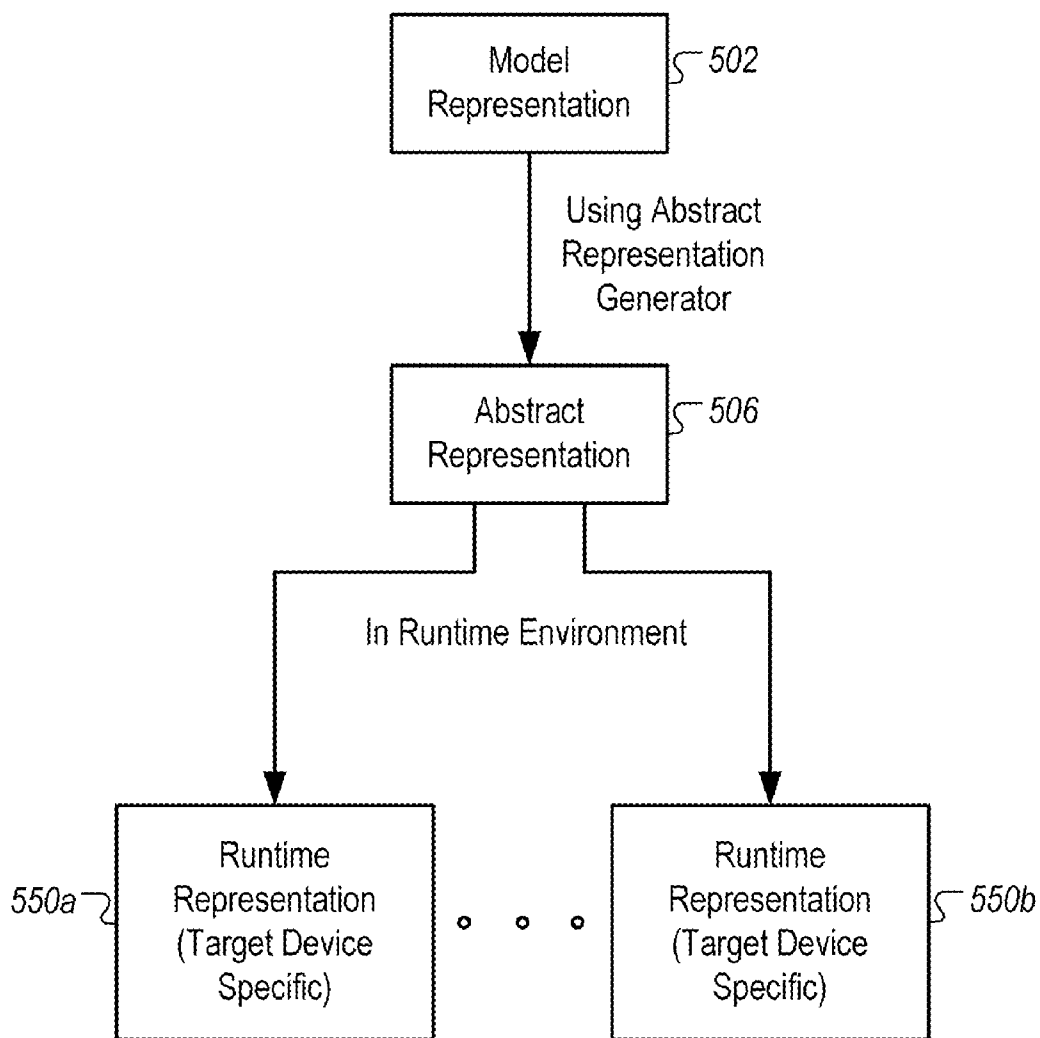 Model
Representation
502
Using Abstract
Representation
Generator
Abstract
Representation
506
In Runtime Environment
550a
Runtime
Representation
(Target Device
Specific)
Runtime
Representation
(Target Device
Specific)
550b